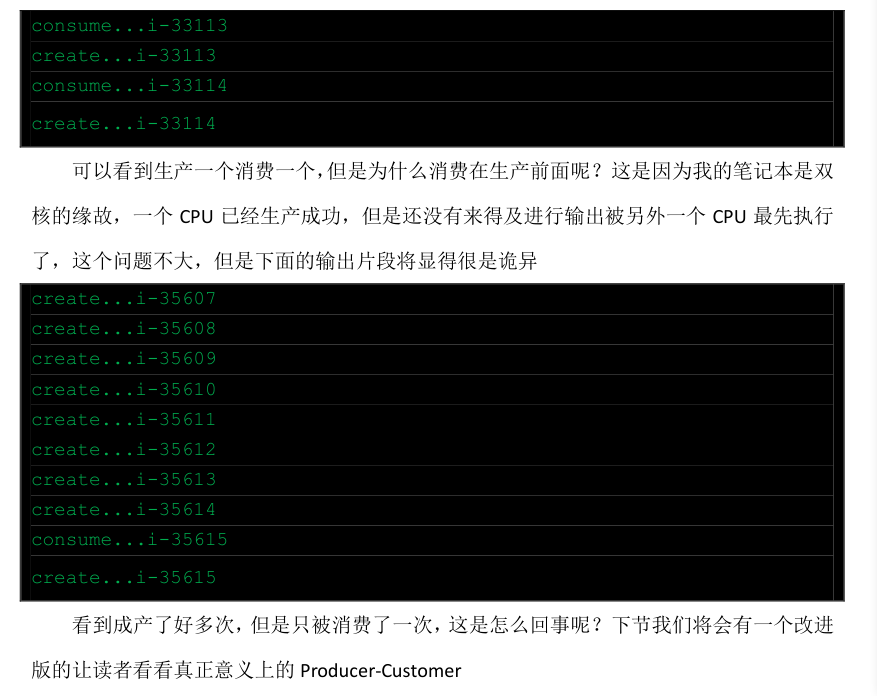 consume...i-33113
create...i-33113
consume...i-33114
create...i-33114
可以看到生产一个消费一个，但是为什么消费在生产前面呢？这是因为我的笔记本是双
核的缘故，一个 CPU 已经生产成功，但是还没有来得及进行输出被另外一个 CPU 最先执行
了，这个问题不大，但是下面的输出片段将显得很是诡异
create...i-35607
create...i-35608
create...i-35609
create...i-35610
create...i-35611
create...i-35612
create...i-35613
create...i-35614
consume...i-35615
create...i-35615
看到成产了好多次，但是只被消费了一次，这是怎么回事呢？下节我们将会有一个改进
版的让读者看看真正意义上的 Producer-Customer